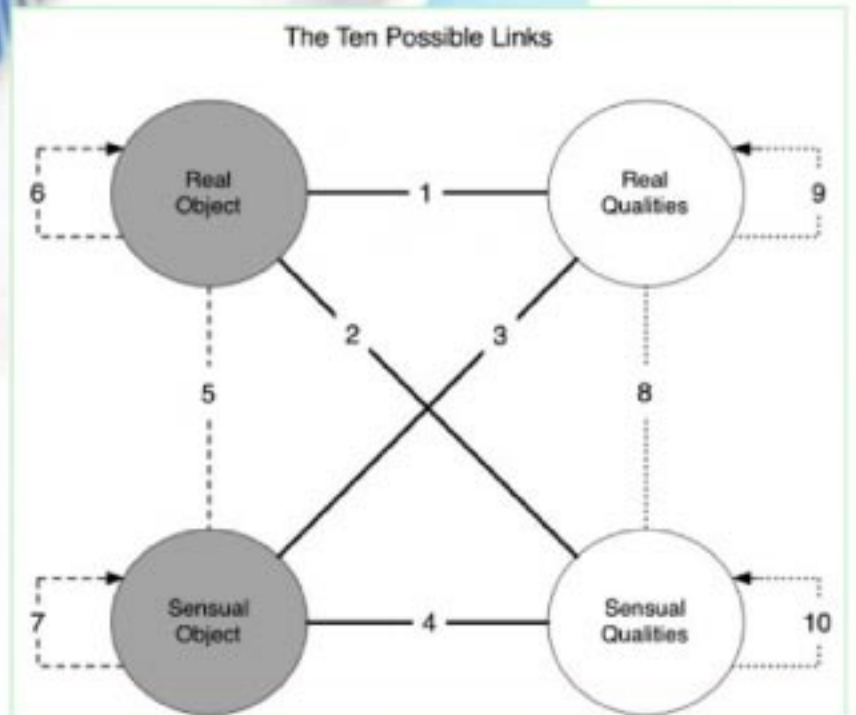 The Ten Possible Links
Real
Object
Real
Qualities
6
1
9
2
3
5
8
Sensual
Object
Sensual
Qualities
7
4
10